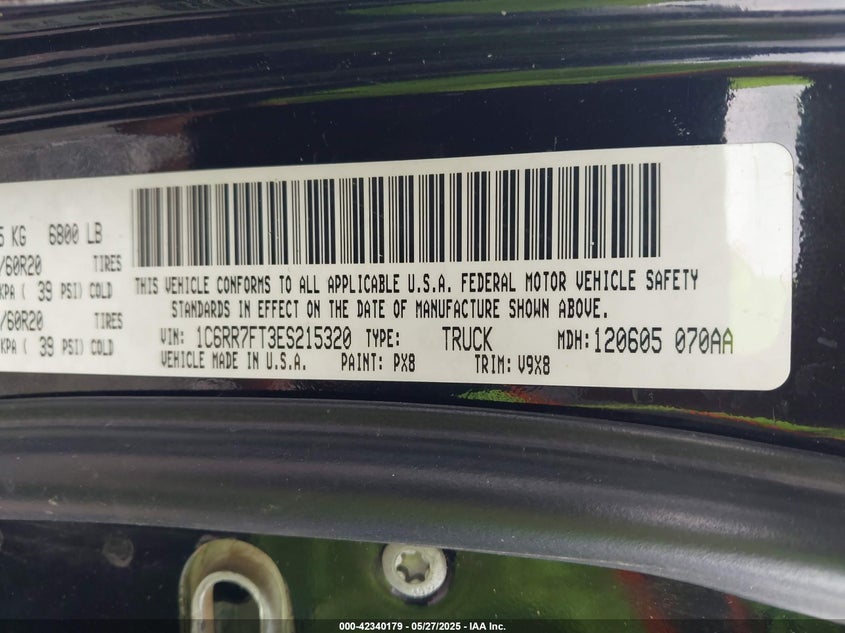 5 KG 6800 LB
/60R20 TIRES
KPA ( 39 PSI) COLD
/60R20 TIRES
KPA ( 39 PSI) COLD
THIS VEHICLE CONFORMS TO ALL APPLICABLE U.S.A. FEDERAL MOTOR VEHICLE SAFETY
STANDARDS IN EFFECT ON THE DATE OF MANUFACTURE SHOWN ABOVE.
VIN: 1C6RR7FT3ES215320 TYPE: TRUCK MDH: 120605 070AA
VEHICLE MADE IN U.S.A. PAINT: PX8 TRIM: V9X8
000-42340179 — 05/27/2025 — IAA Inc.